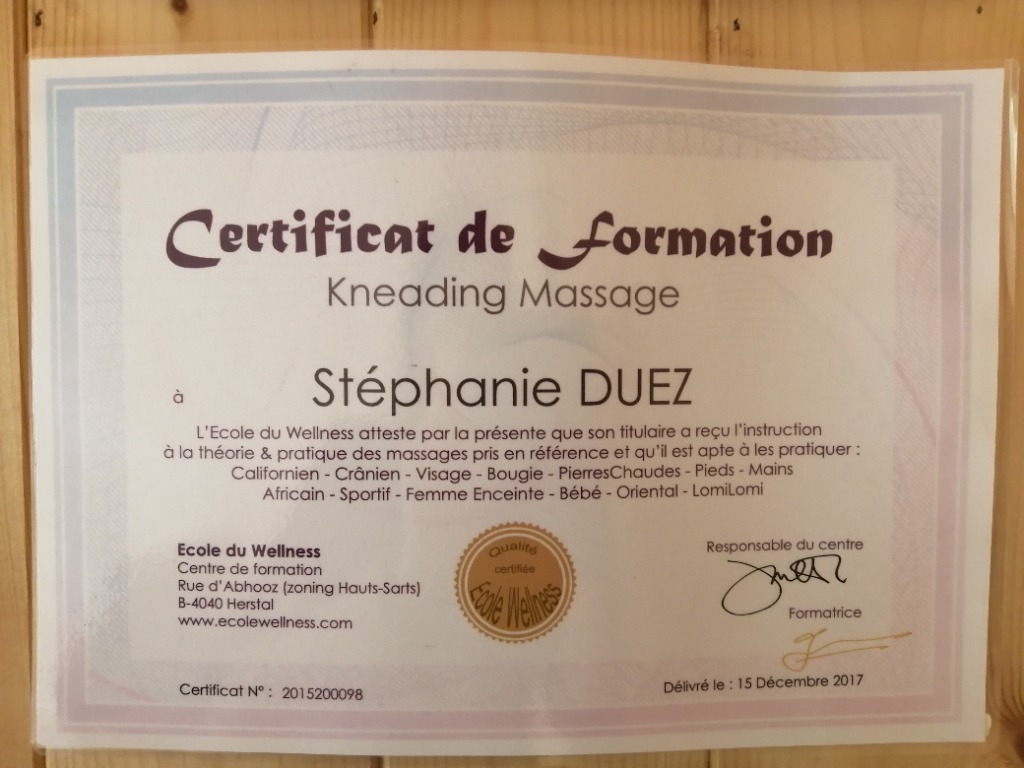 Certificat de Formation
Kneading Massage
à Stéphanie DUEZ
L'Ecole du Wellness atteste par la présente que son titulaire a reçu l'instruction
à la théorie & pratique des massages pris en référence et qu'il est apte à les pratiquer :
Californien - Crânien - Visage - Bougie - PierresChaudes - Pieds - Mains
Africain - Sportif - Femme Enceinte - Bébé - Oriental - LomiLomi
Ecole du Wellness
Centre de formation
Rue d'Abhooz (zoning Hauts-Sarts)
B-4040 Herstal
www.ecolewellness.com
Qualité
certifiée
Ecole Wellness
Responsable du centre
Formatrice
Certificat N° : 2015200098
Délivré le : 15 Décembre 2017